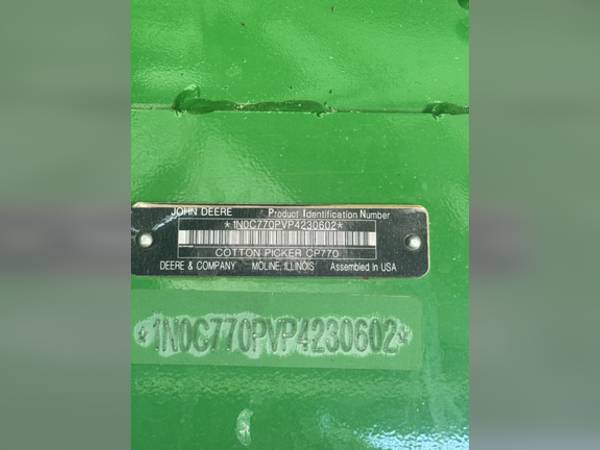 JOHN DEERE Product Identification Number
*1N0C770PVP4230602*
COTTON PICKER CP770
DEERE & COMPANY MOLINE, ILLINOIS Assembled in USA
*1N0C770PVP4230602*